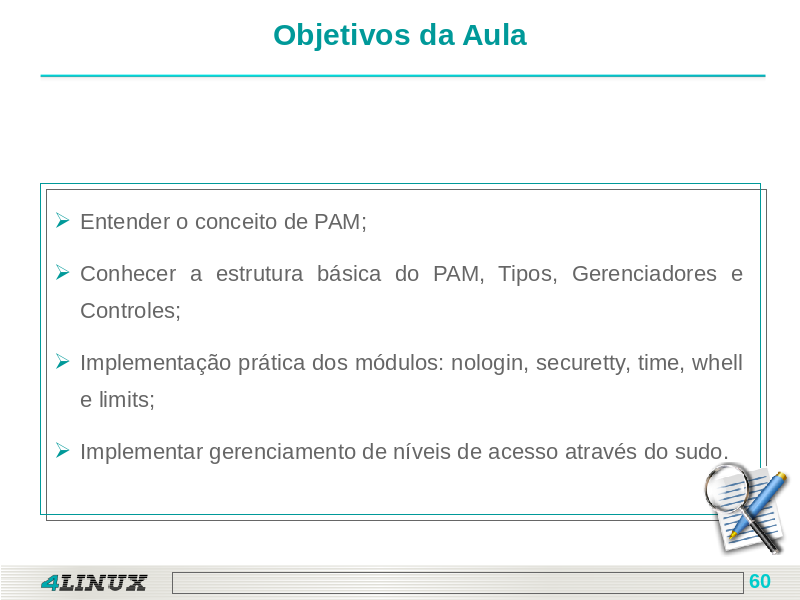 Objetivos da Aula
Entender o conceito de PAM;
Conhecer a estrutura básica do PAM, Tipos, Gerenciadores e
Controles;
Implementação prática dos módulos: nologin, securetty, time, whell
e limits;
Implementar gerenciamento de níveis de acesso através do sudo.
4LINUX
60